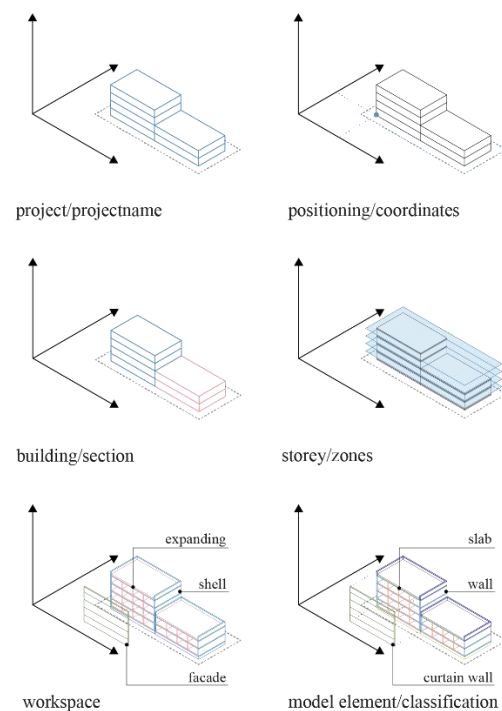 project/projectname
positioning/coordinates
building/section
storey/zones
expanding
shell
facade
workspace
slab
wall
curtain wall
model element/classification